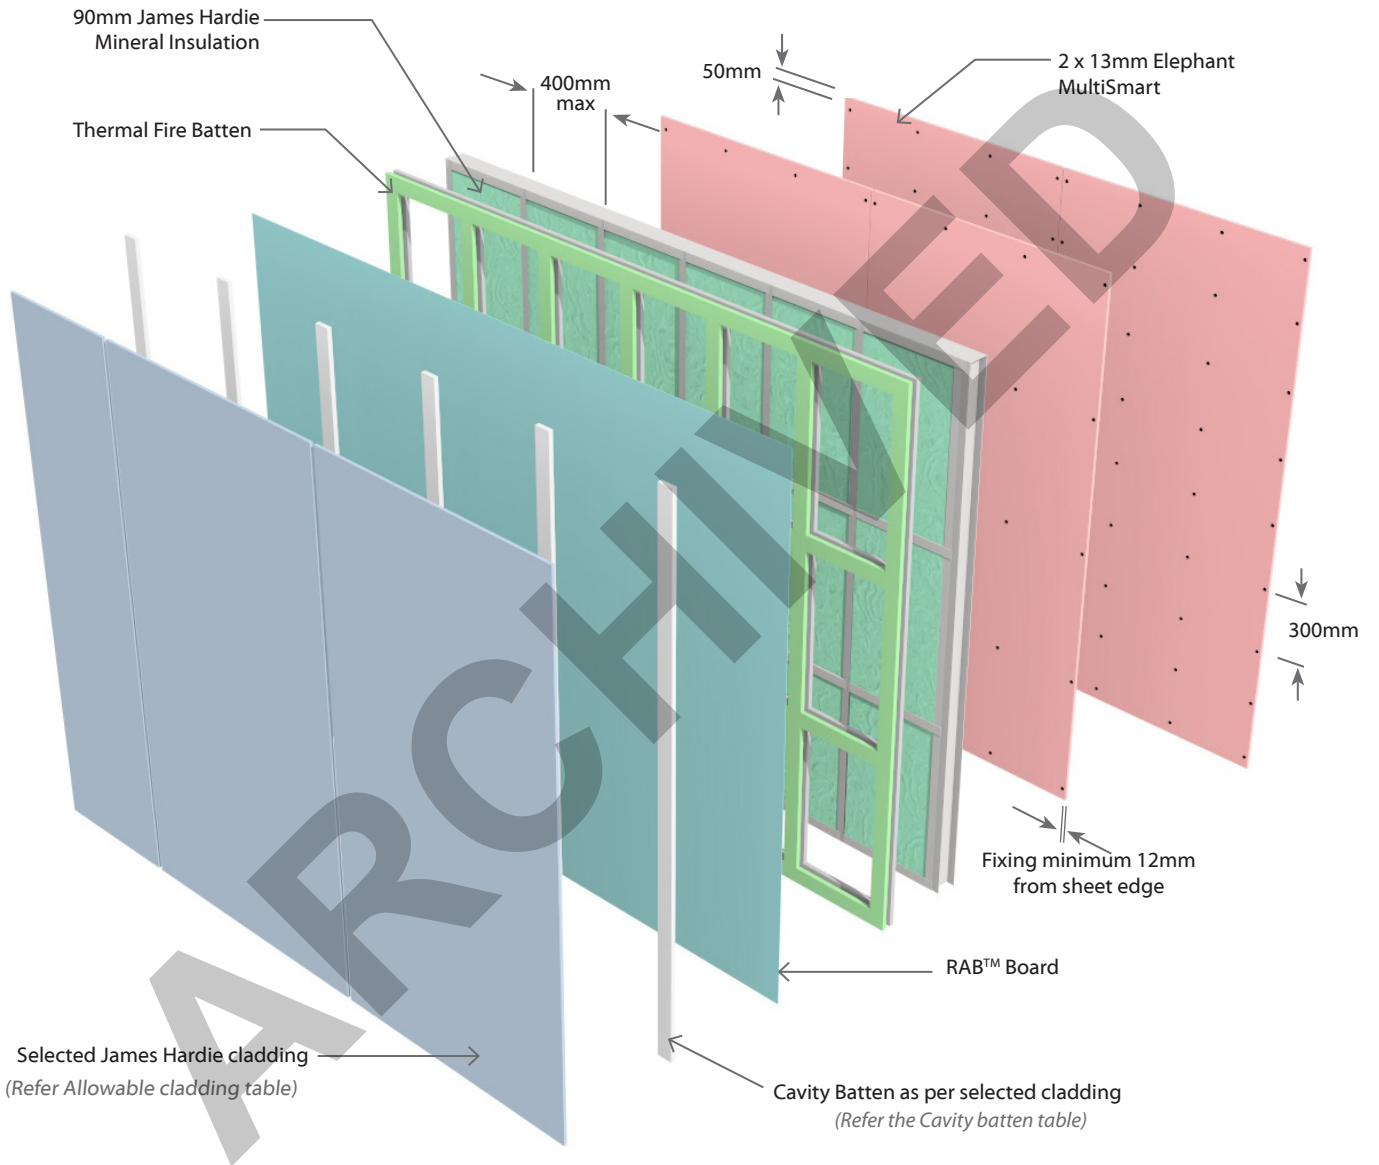 90mm James Hardie
Mineral Insulation
Thermal Fire Batten
400mm
max
50mm
2 x 13mm Elephant
MultiSmart
300mm
Fixing minimum 12mm
from sheet edge
RAB™ Board
Selected James Hardie cladding
(Refer Allowable cladding table)
Cavity Batten as per selected cladding
(Refer the Cavity batten table)
ARCHIVED